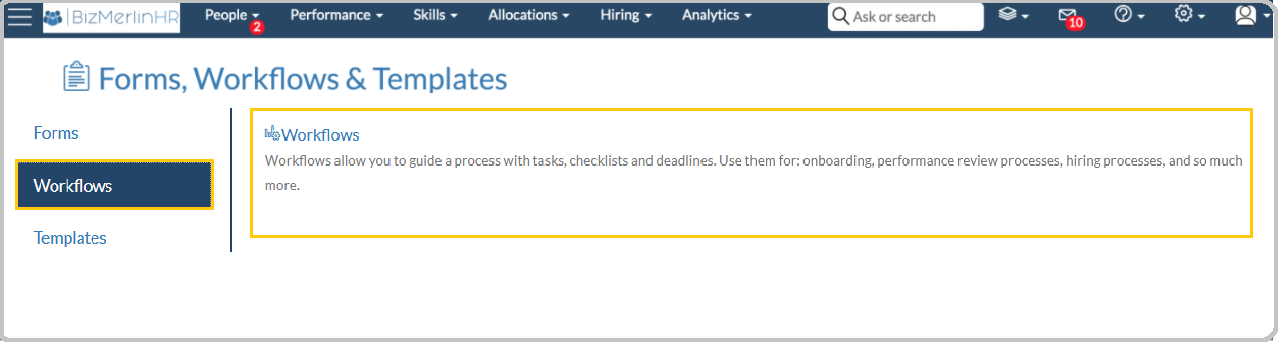 |BizMerlinHR People Performance Skills Allocations Hiring Analytics Ask or search
2 10
Forms, Workflows & Templates
Forms
Workflows
Templates
Workflows
Workflows allow you to guide a process with tasks, checklists and deadlines. Use them for: onboarding, performance review processes, hiring processes, and so much
more.